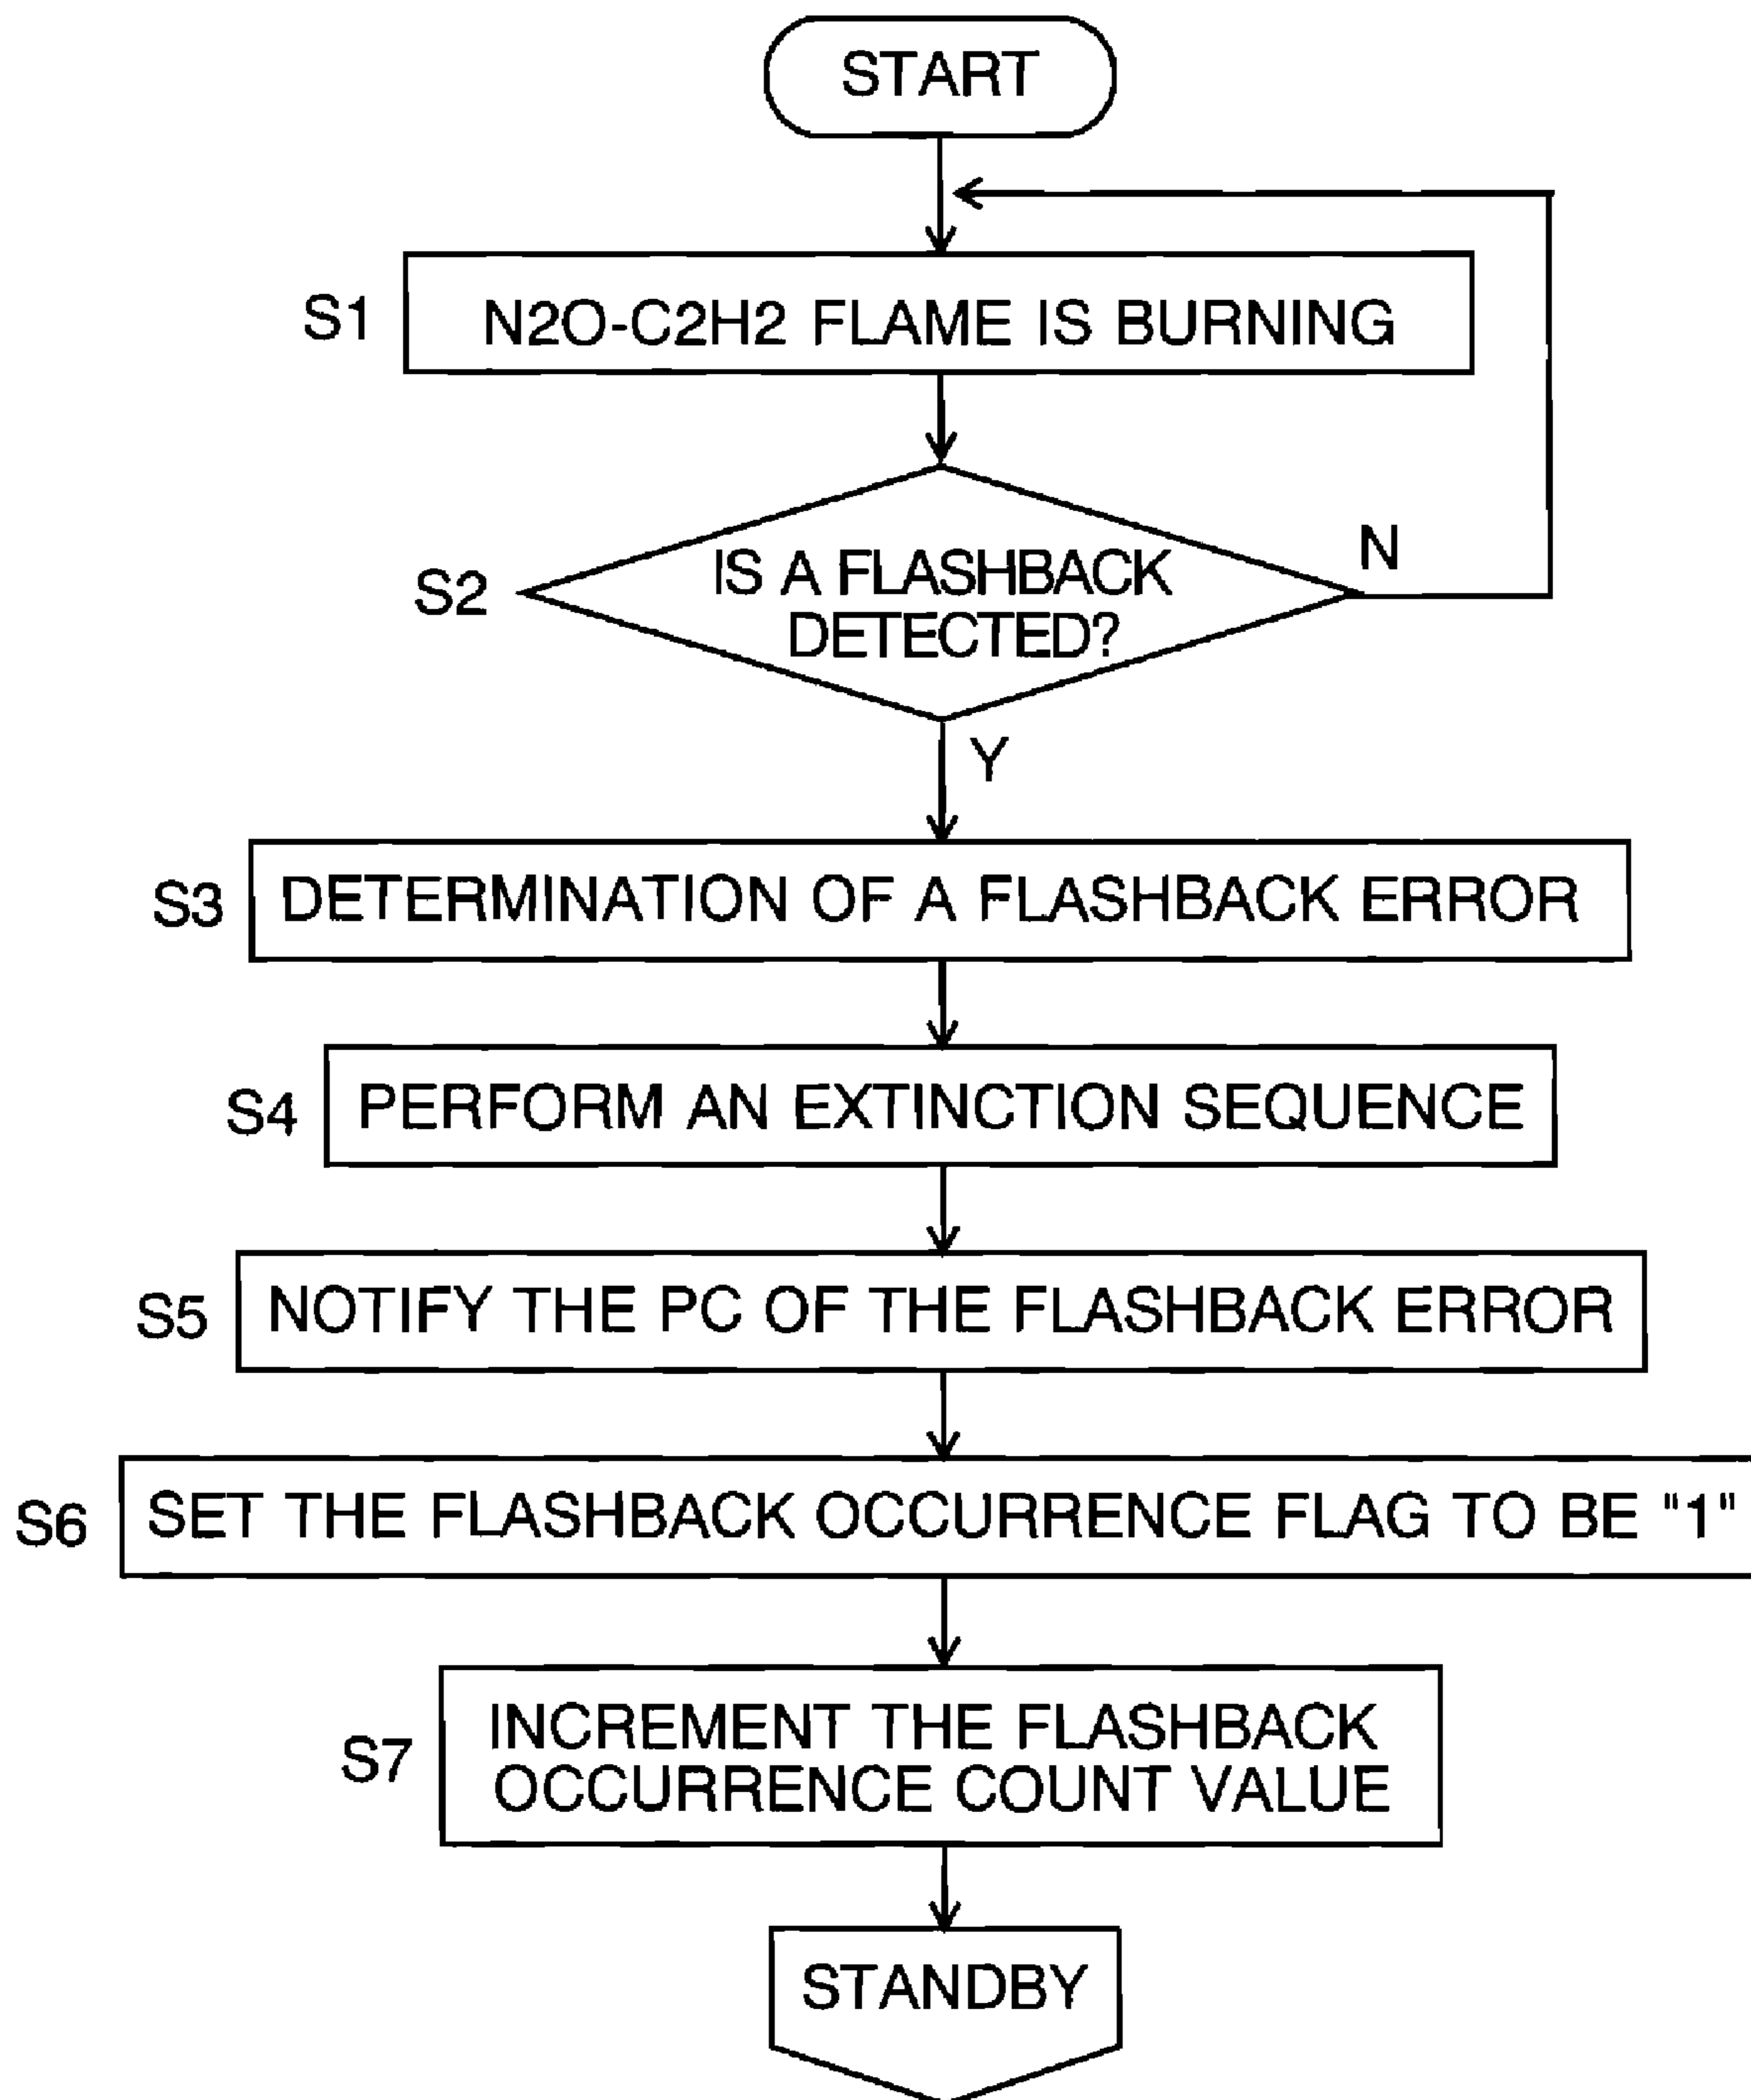 START
S1
N2O-C2H2 FLAME IS BURNING
S2
IS A FLASHBACK
DETECTED?
N
Y
S3
DETERMINATION OF A FLASHBACK ERROR
S4
PERFORM AN EXTINCTION SEQUENCE
S5
NOTIFY THE PC OF THE FLASHBACK ERROR
S6
SET THE FLASHBACK OCCURRENCE FLAG TO BE "1"
S7
INCREMENT THE FLASHBACK
OCCURRENCE COUNT VALUE
STANDBY